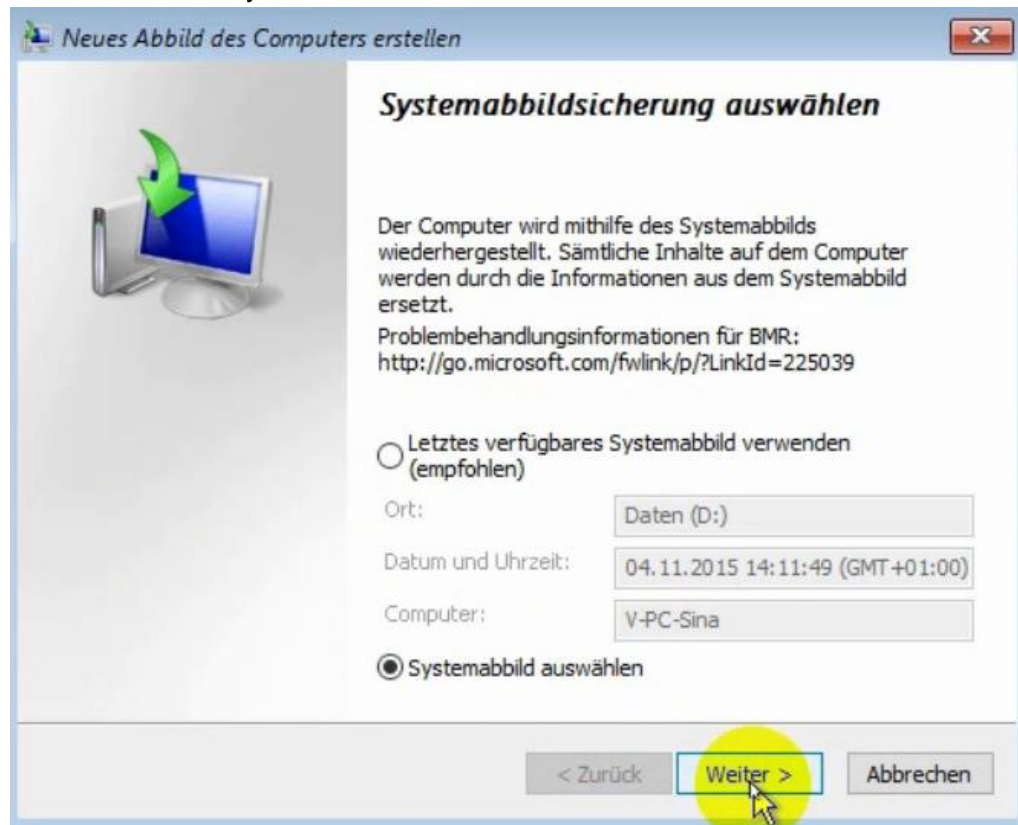 Neues Abbild des Computers erstellen
Systemabbildsicherung auswählen
Der Computer wird mithilfe des Systemabbilds
wiederhergestellt. Sämtliche Inhalte auf dem Computer
werden durch die Informationen aus dem Systemabbild
ersetzt.
Problembehandlungsinformationen für BMR:
http://go.microsoft.com/fwlink/p/?LinkId=225039
Letztes verfügbares Systemabbild verwenden
(empfohlen)
Ort: Daten (D:)
Datum und Uhrzeit: 04.11.2015 14:11:49 (GMT+01:00)
Computer: V-PC-Sina
Systemabbild auswählen
< Zurück Weiter > Abbrechen